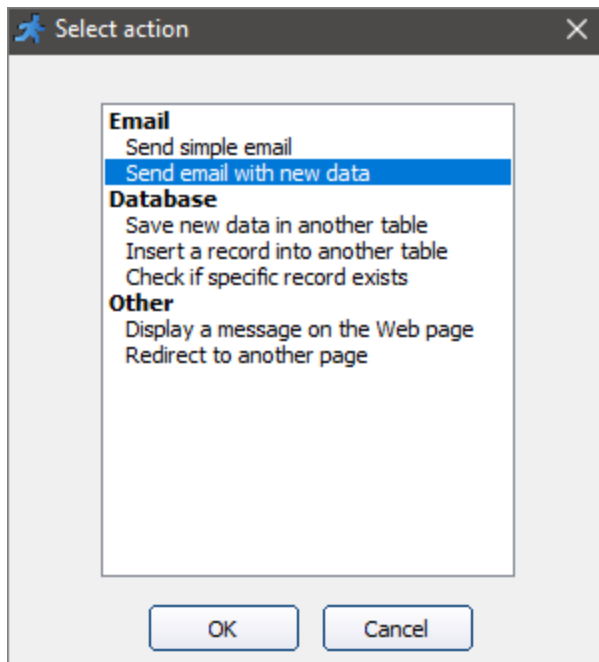 Select action
Email
Send simple email
Send email with new data
Database
Save new data in another table
Insert a record into another table
Check if specific record exists
Other
Display a message on the Web page
Redirect to another page
OK
Cancel